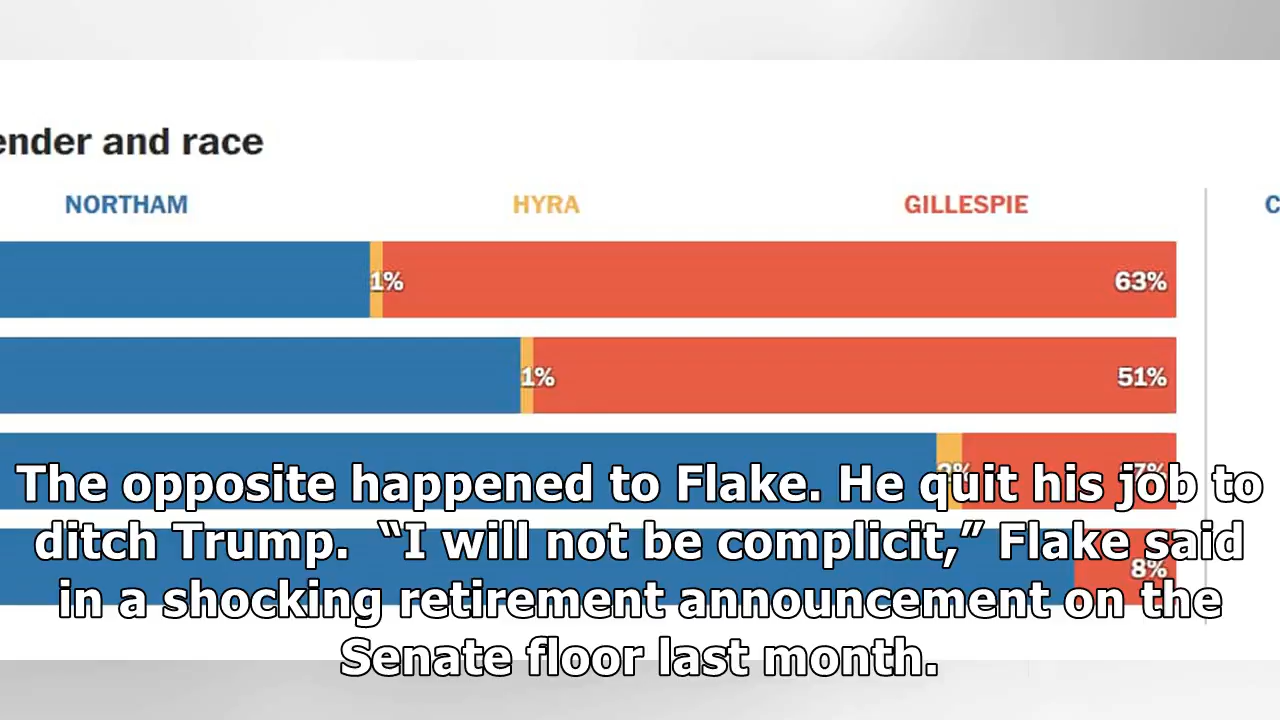 ender and race
NORTHAM HYRA GILLESPIE C
1% 63%
1% 51%
The opposite happened to Flake. He quit his job to
ditch Trump. “I will not be complicit,” Flake said
8%
in a shocking retirement announcement on the
Senate floor last month.